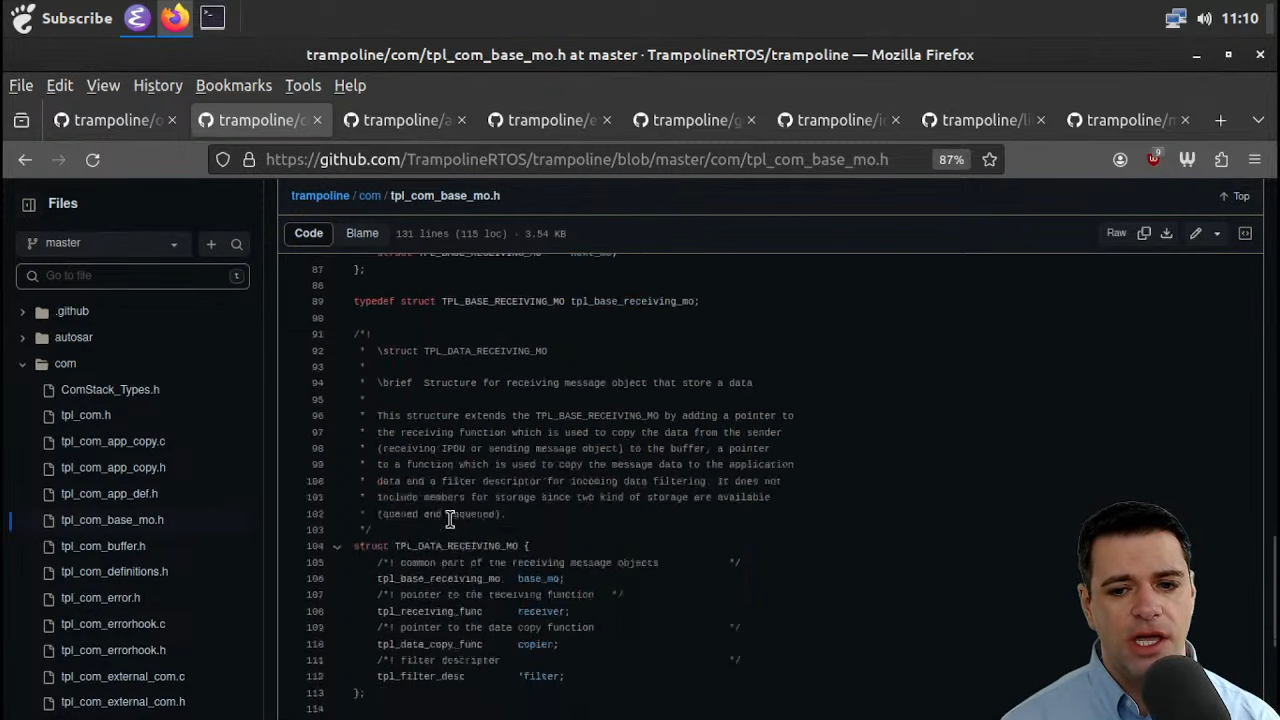 Subscribe
11:10
trampoline/com/tpl_com_base_mo.h at master · TrampolineRTOS/trampoline — Mozilla Firefox
File Edit View History Bookmarks Tools Help
trampoline/o trampoline/c trampoline/a trampoline/e trampoline/g trampoline/ic trampoline/li trampoline/m
https://github.com/TrampolineRTOS/trampoline/blob/master/com/tpl_com_base_mo.h 87% 9
Files
trampoline / com / tpl_com_base_mo.h
Top
master
Code Blame 131 lines (115 loc) · 3.54 KB Raw
Go to file t
.github
autosar
com
ComStack_Types.h
tpl_com.h
tpl_com_app_copy.c
tpl_com_app_copy.h
tpl_com_app_def.h
tpl_com_base_mo.h
tpl_com_buffer.h
tpl_com_definitions.h
tpl_com_error.h
tpl_com_errorhook.c
tpl_com_errorhook.h
tpl_com_external_com.c
tpl_com_external_com.h
87 };
88
89 typedef struct TPL_BASE_RECEIVING_MO tpl_base_receiving_mo;
90
91 /*!
92 * \struct TPL_DATA_RECEIVING_MO
93 *
94 * \brief Structure for receiving message object that store a data
95 *
96 * This structure extends the TPL_BASE_RECEIVING_MO by adding a pointer to
97 * the receiving function which is used to copy the data from the sender
98 * (receiving IPDU or sending message object) to the buffer, a pointer
99 * to a function which is used to copy the message data to the application
100 * data and a filter descriptor for incoming data filtering. It does not
101 * include members for storage since two kind of storage are available
102 * (queued end
103 */
104 struct TPL_DATA_RECEIVING_MO {
105 /*! common part of the receiving message objects */
106 tpl_base_receiving_mo base_mo;
107 /*! pointer to the receiving function */
108 tpl_receiving_func receiver;
109 /*! pointer to the data copy function */
110 tpl_data_copy_func copier;
111 /*! filter descriptor */
112 tpl_filter_desc *filter;
113 };
114